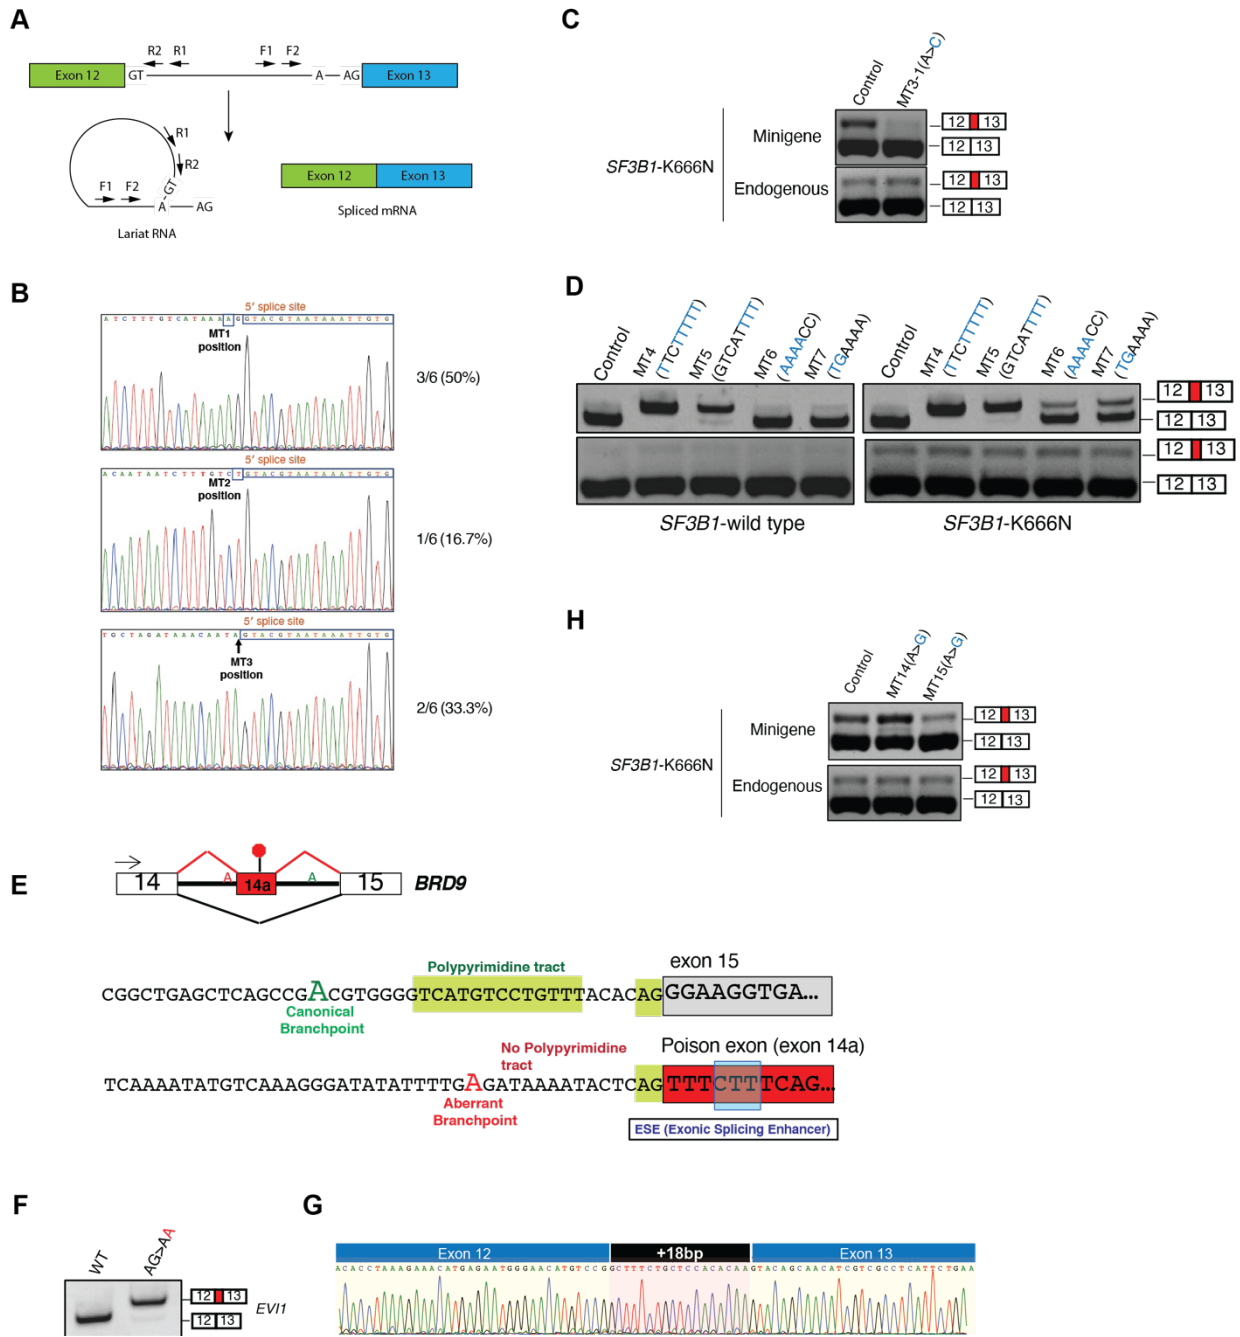 A
R2 R1 F1 F2
Exon 12 GT A AG Exon 13
R1
R2
F1 F2 GT
A AG
Exon 12 Exon 13
Lariat RNA
Spliced mRNA
B
5′ splice site
ATCTTTGTCATAAAAGGTACGTAATAAATTGTG
MT1
position
3/6 (50%)
5′ splice site
ACAATAATCTTTGTCTGTACGTAATAAATTGTG
MT2
position
1/6 (16.7%)
5′ splice site
TGCTAGATAAACAATAGTACGTAATAAATTGTG
MT3
position
2/6 (33.3%)
C
Control
MT3-1(A>C)
SF3B1-K666N
Minigene
12 13
12 13
Endogenous
12 13
12 13
D
Control
MT4
(TTCTTTTT)
MT5
(GTCATTTT)
MT6
(AAAACC)
MT7
(TGAAAA)
Control
MT4
(TTCTTTTT)
MT5
(GTCATTTT)
MT6
(AAAACC)
MT7
(TGAAAA)
12 13
12 13
12 13
12 13
SF3B1-wild type
SF3B1-K666N
H
Control
MT14(A>G)
MT15(A>G)
SF3B1-K666N
Minigene
12 13
12 13
Endogenous
12 13
12 13
E
14 A 14a A 15 BRD9
Polypyrimidine tract
exon 15
CGGCTGAGCTCAGCCGACGTGGGGTCATGTCCTGTTTACACAGGGAAGGTGA...
Canonical
Branchpoint
No Polypyrimidine
tract
Poison exon (exon 14a)
TCAAAATATGTCAAAGGGATATATTTTGAGATAAAATACTCAGTTTCTTTCAG...
Aberrant
Branchpoint
ESE (Exonic Splicing Enhancer)
F
WT
AG>AA
12 13
12 13
EVI1
G
Exon 12 +18bp Exon 13
ACACCTAAAGAAACATGAGAATGGGAACATGTCCGGCTTTCTGCTCCACACAAGTACAGCAACATCGTCGCCTCATTCTGAA